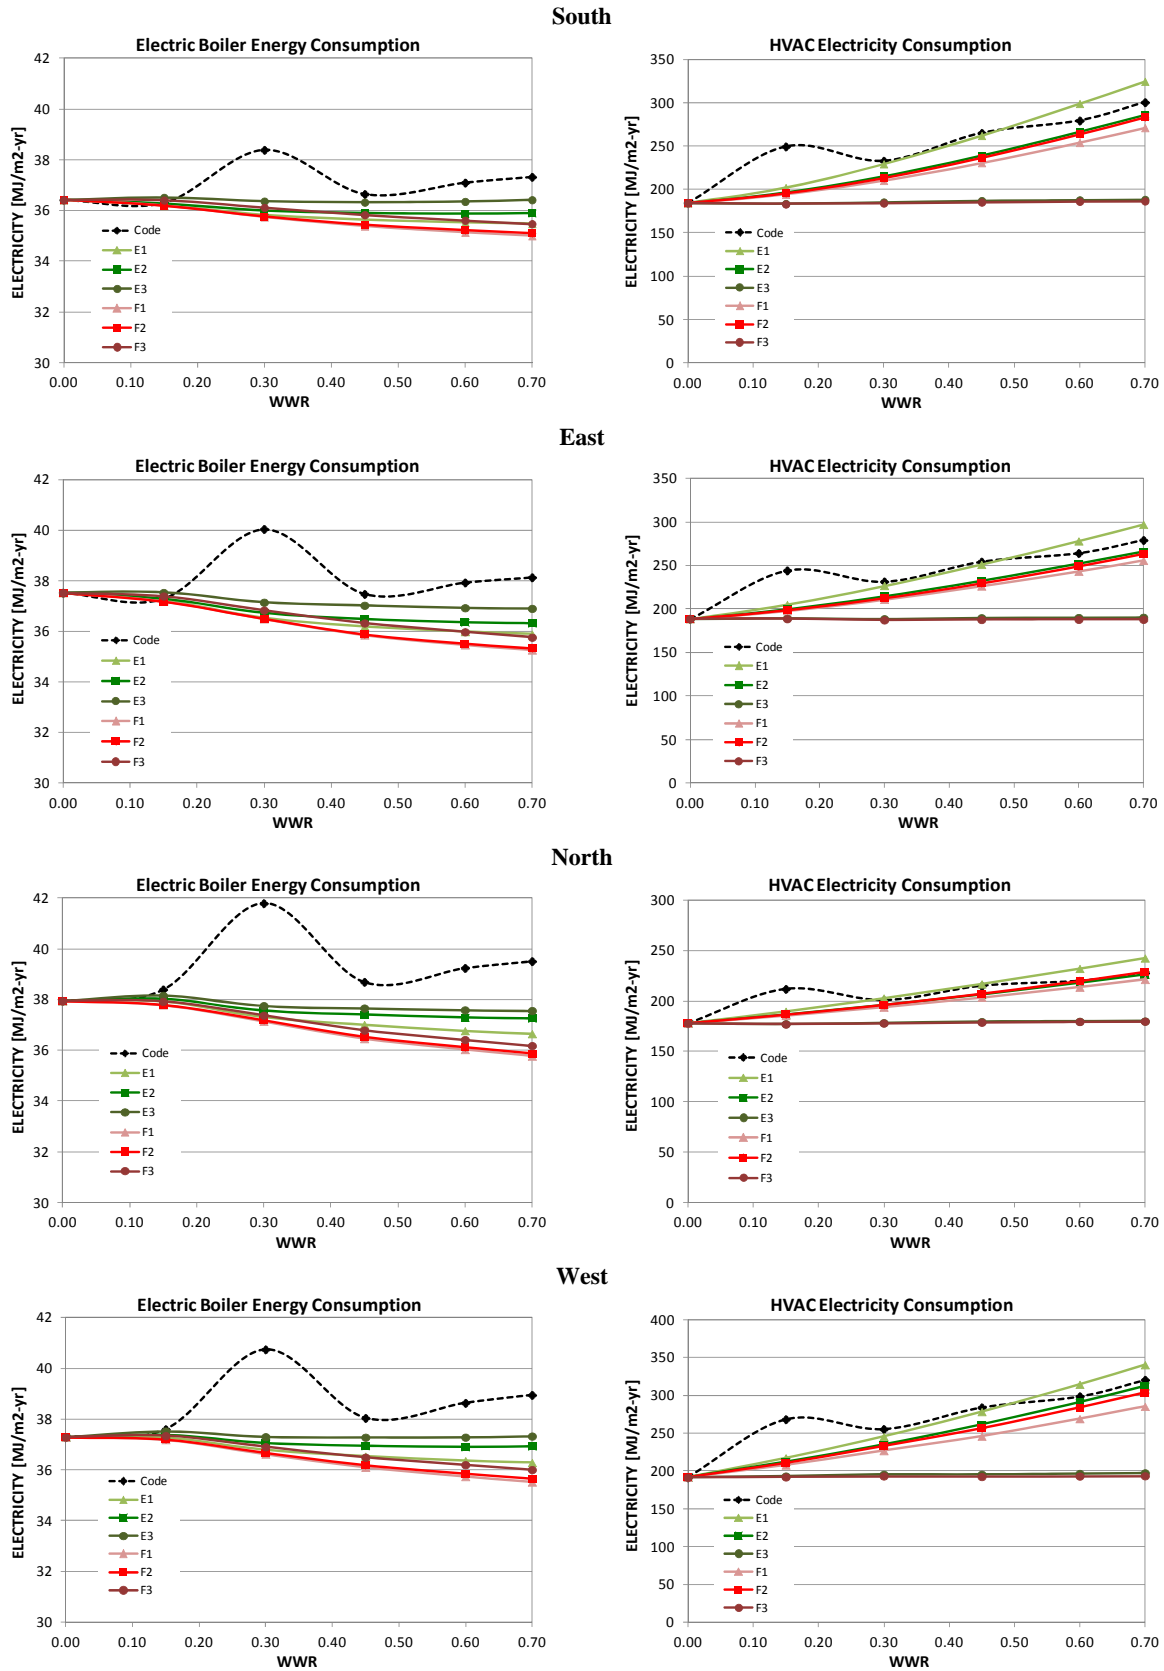 South
Electric Boiler Energy Consumption
ELECTRICITY [MJ/m2-yr]
42
40
38
36
34
32
30
Code
E1
E2
E3
F1
F2
F3
0.00 0.10 0.20 0.30 0.40 0.50 0.60 0.70
WWR
HVAC Electricity Consumption
ELECTRICITY [MJ/m2-yr]
350
300
250
200
150
100
50
0
Code
E1
E2
E3
F1
F2
F3
0.00 0.10 0.20 0.30 0.40 0.50 0.60 0.70
WWR
East
Electric Boiler Energy Consumption
ELECTRICITY [MJ/m2-yr]
42
40
38
36
34
32
30
Code
E1
E2
E3
F1
F2
F3
0.00 0.10 0.20 0.30 0.40 0.50 0.60 0.70
WWR
HVAC Electricity Consumption
ELECTRICITY [MJ/m2-yr]
350
300
250
200
150
100
50
0
Code
E1
E2
E3
F1
F2
F3
0.00 0.10 0.20 0.30 0.40 0.50 0.60 0.70
WWR
North
Electric Boiler Energy Consumption
ELECTRICITY [MJ/m2-yr]
42
40
38
36
34
32
30
Code
E1
E2
E3
F1
F2
F3
0.00 0.10 0.20 0.30 0.40 0.50 0.60 0.70
WWR
HVAC Electricity Consumption
ELECTRICITY [MJ/m2-yr]
300
250
200
150
100
50
0
Code
E1
E2
E3
F1
F2
F3
0.00 0.10 0.20 0.30 0.40 0.50 0.60 0.70
WWR
West
Electric Boiler Energy Consumption
ELECTRICITY [MJ/m2-yr]
42
40
38
36
34
32
30
Code
E1
E2
E3
F1
F2
F3
0.00 0.10 0.20 0.30 0.40 0.50 0.60 0.70
WWR
HVAC Electricity Consumption
ELECTRICITY [MJ/m2-yr]
400
350
300
250
200
150
100
50
0
Code
E1
E2
E3
F1
F2
F3
0.00 0.10 0.20 0.30 0.40 0.50 0.60 0.70
WWR